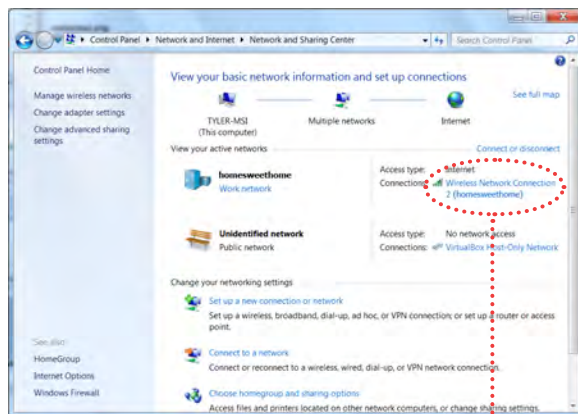 Control Panel ▸ Network and Internet ▸ Network and Sharing Center
Search Control Panel
Control Panel Home
Manage wireless networks
Change adapter settings
Change advanced sharing
settings
See also
HomeGroup
Internet Options
Windows Firewall
View your basic network information and set up connections
See full map
TYLER-MSI
(This computer)
Multiple networks
Internet
View your active networks
Connect or disconnect
homesweethome
Work network
Access type: Internet
Connections: Wireless Network Connection
2 (homesweethome)
Unidentified network
Public network
Access type: No network access
Connections: VirtualBox Host-Only Network
Change your networking settings
Set up a new connection or network
Set up a wireless, broadband, dial-up, ad hoc, or VPN connection; or set up a router or access
point.
Connect to a network
Connect or reconnect to a wireless, wired, dial-up, or VPN network connection.
Choose homegroup and sharing options
Access files and printers located on other network computers, or change sharing settings.